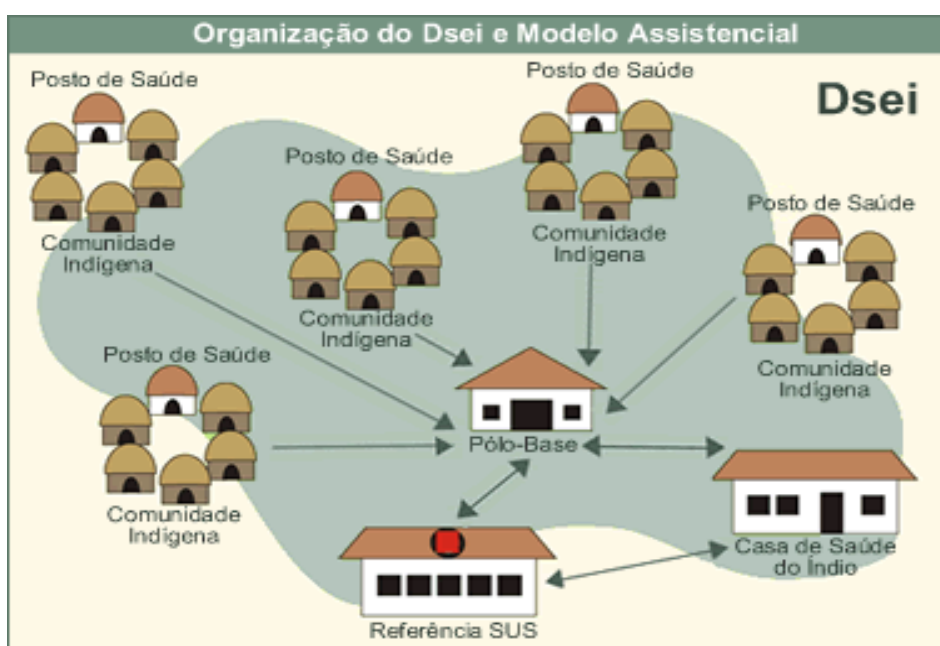 Organização do Dsei e Modelo Assistencial
Dsei
Posto de Saúde
Comunidade
Indígena
Posto de Saúde
Comunidade
Indígena
Posto de Saúde
Comunidade
Indígena
Posto de Saúde
Comunidade
Indígena
Posto de Saúde
Comunidade
Indígena
Pólo-Base
Casa de Saúde
do Índio
Referência SUS